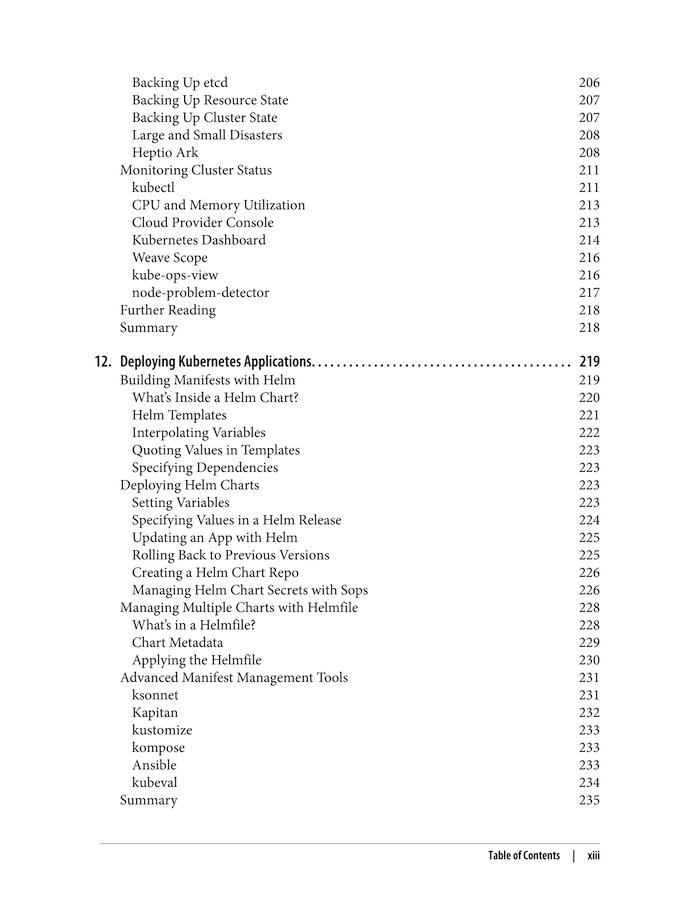 Backing Up etcd 206
Backing Up Resource State 207
Backing Up Cluster State 207
Large and Small Disasters 208
Heptio Ark 208
Monitoring Cluster Status 211
kubectl 211
CPU and Memory Utilization 213
Cloud Provider Console 213
Kubernetes Dashboard 214
Weave Scope 216
kube-ops-view 216
node-problem-detector 217
Further Reading 218
Summary 218
12. Deploying Kubernetes Applications. . . . . . . . . . . . . . . . . . . . . . . . . . . . . . . . . . . . . . . . . . 219
Building Manifests with Helm 219
What’s Inside a Helm Chart? 220
Helm Templates 221
Interpolating Variables 222
Quoting Values in Templates 223
Specifying Dependencies 223
Deploying Helm Charts 223
Setting Variables 223
Specifying Values in a Helm Release 224
Updating an App with Helm 225
Rolling Back to Previous Versions 225
Creating a Helm Chart Repo 226
Managing Helm Chart Secrets with Sops 226
Managing Multiple Charts with Helmfile 228
What’s in a Helmfile? 228
Chart Metadata 229
Applying the Helmfile 230
Advanced Manifest Management Tools 231
ksonnet 231
Kapitan 232
kustomize 233
kompose 233
Ansible 233
kubeval 234
Summary 235
Table of Contents | xiii